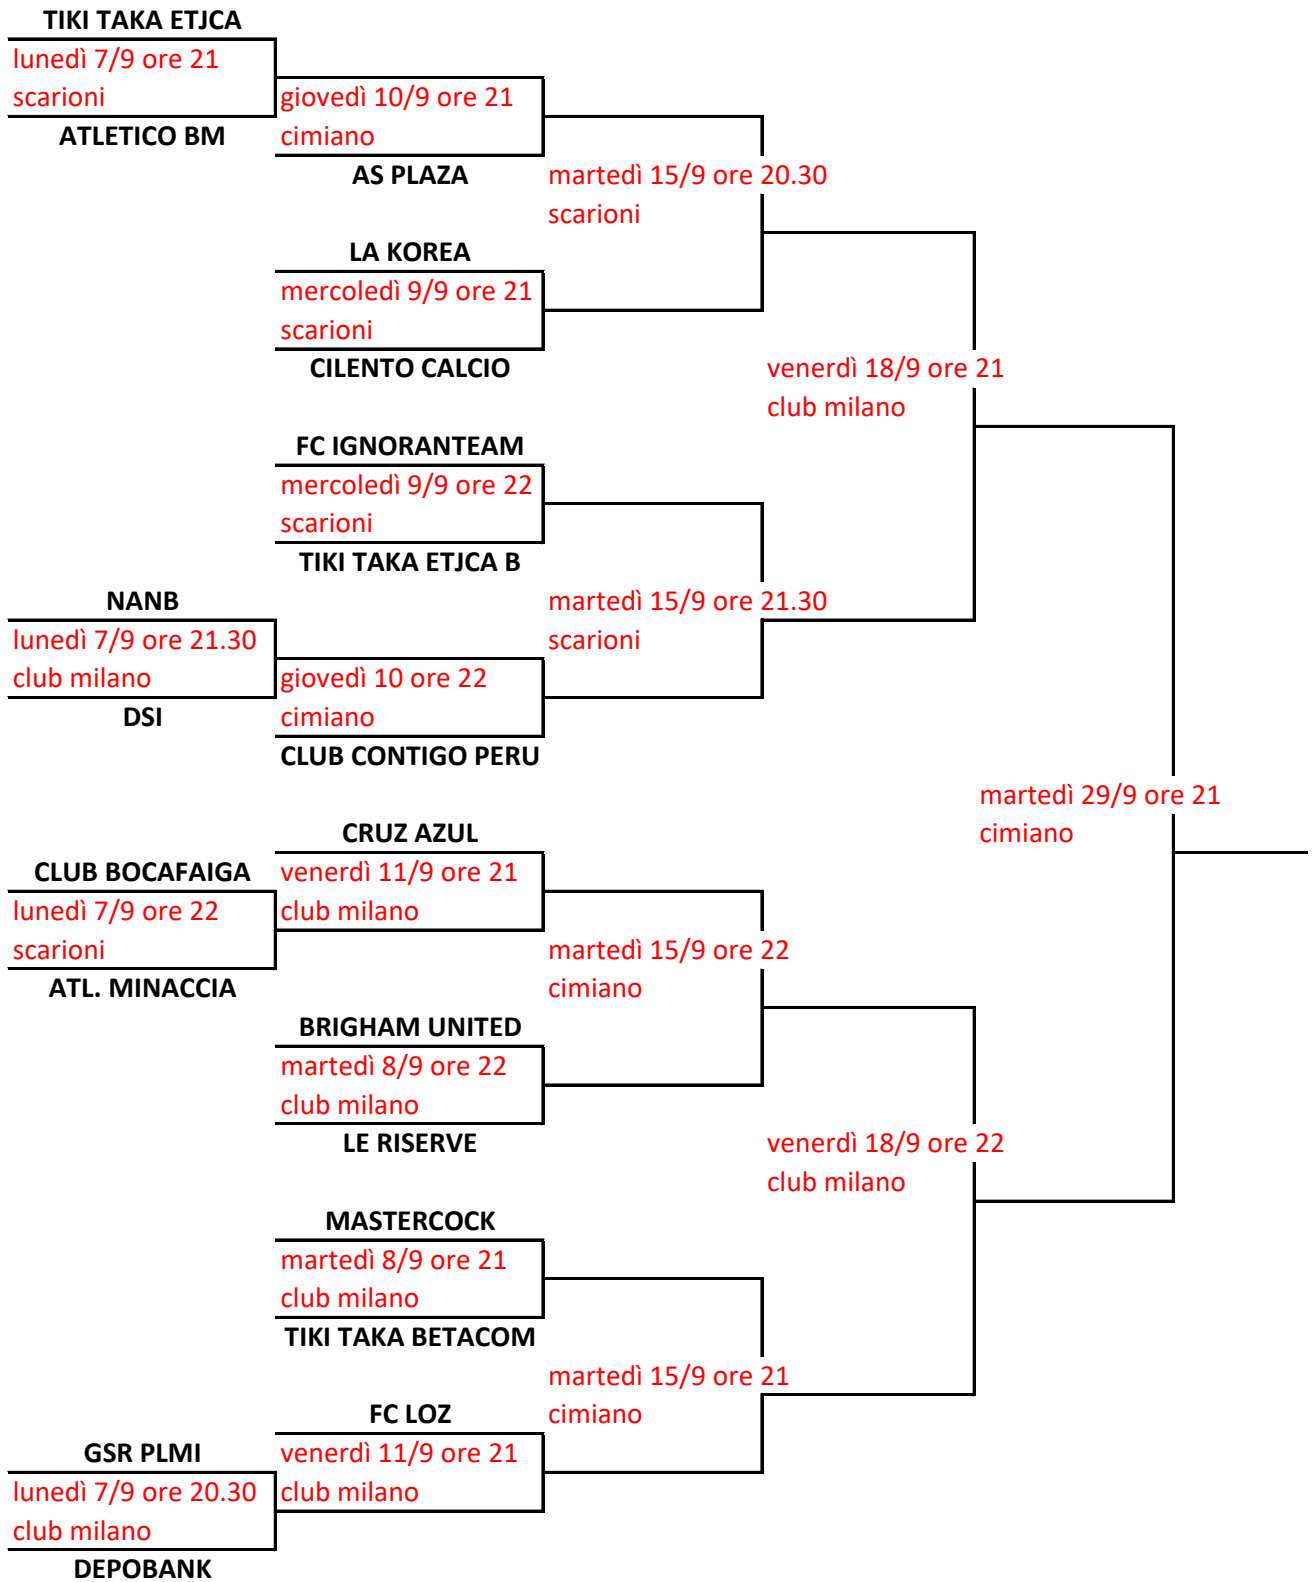 TIKI TAKA ETJCA
lunedì 7/9 ore 21
scarioni
ATLETICO BM
giovedì 10/9 ore 21
cimiano
AS PLAZA
martedì 15/9 ore 20.30
scarioni
LA KOREA
mercoledì 9/9 ore 21
scarioni
CILENTO CALCIO
venerdì 18/9 ore 21
club milano
FC IGNORANTEAM
mercoledì 9/9 ore 22
scarioni
TIKI TAKA ETJCA B
martedì 15/9 ore 21.30
scarioni
NANB
lunedì 7/9 ore 21.30
club milano
DSI
giovedì 10 ore 22
cimiano
CLUB CONTIGO PERU
martedì 29/9 ore 21
cimiano
CRUZ AZUL
venerdì 11/9 ore 21
club milano
CLUB BOCAFAIGA
lunedì 7/9 ore 22
scarioni
ATL. MINACCIA
martedì 15/9 ore 22
cimiano
BRIGHAM UNITED
martedì 8/9 ore 22
club milano
LE RISERVE
venerdì 18/9 ore 22
club milano
MASTERCOCK
martedì 8/9 ore 21
club milano
TIKI TAKA BETACOM
martedì 15/9 ore 21
cimiano
FC LOZ
venerdì 11/9 ore 21
club milano
GSR PLMI
lunedì 7/9 ore 20.30
club milano
DEPOBANK